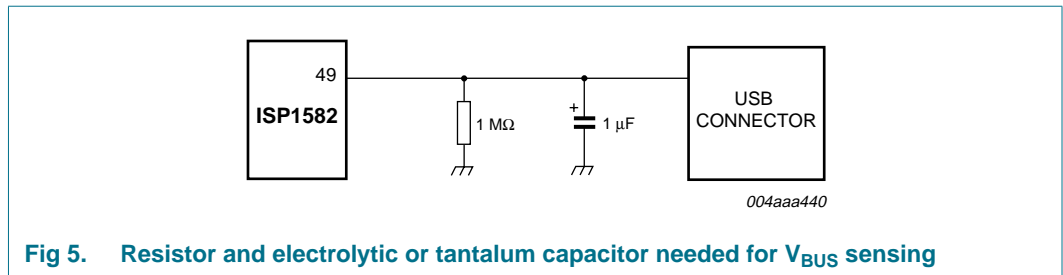 49
ISP1582
1 MΩ
+
1 μF
USB
CONNECTOR
004aaa440
Fig 5. Resistor and electrolytic or tantalum capacitor needed for VBUS sensing